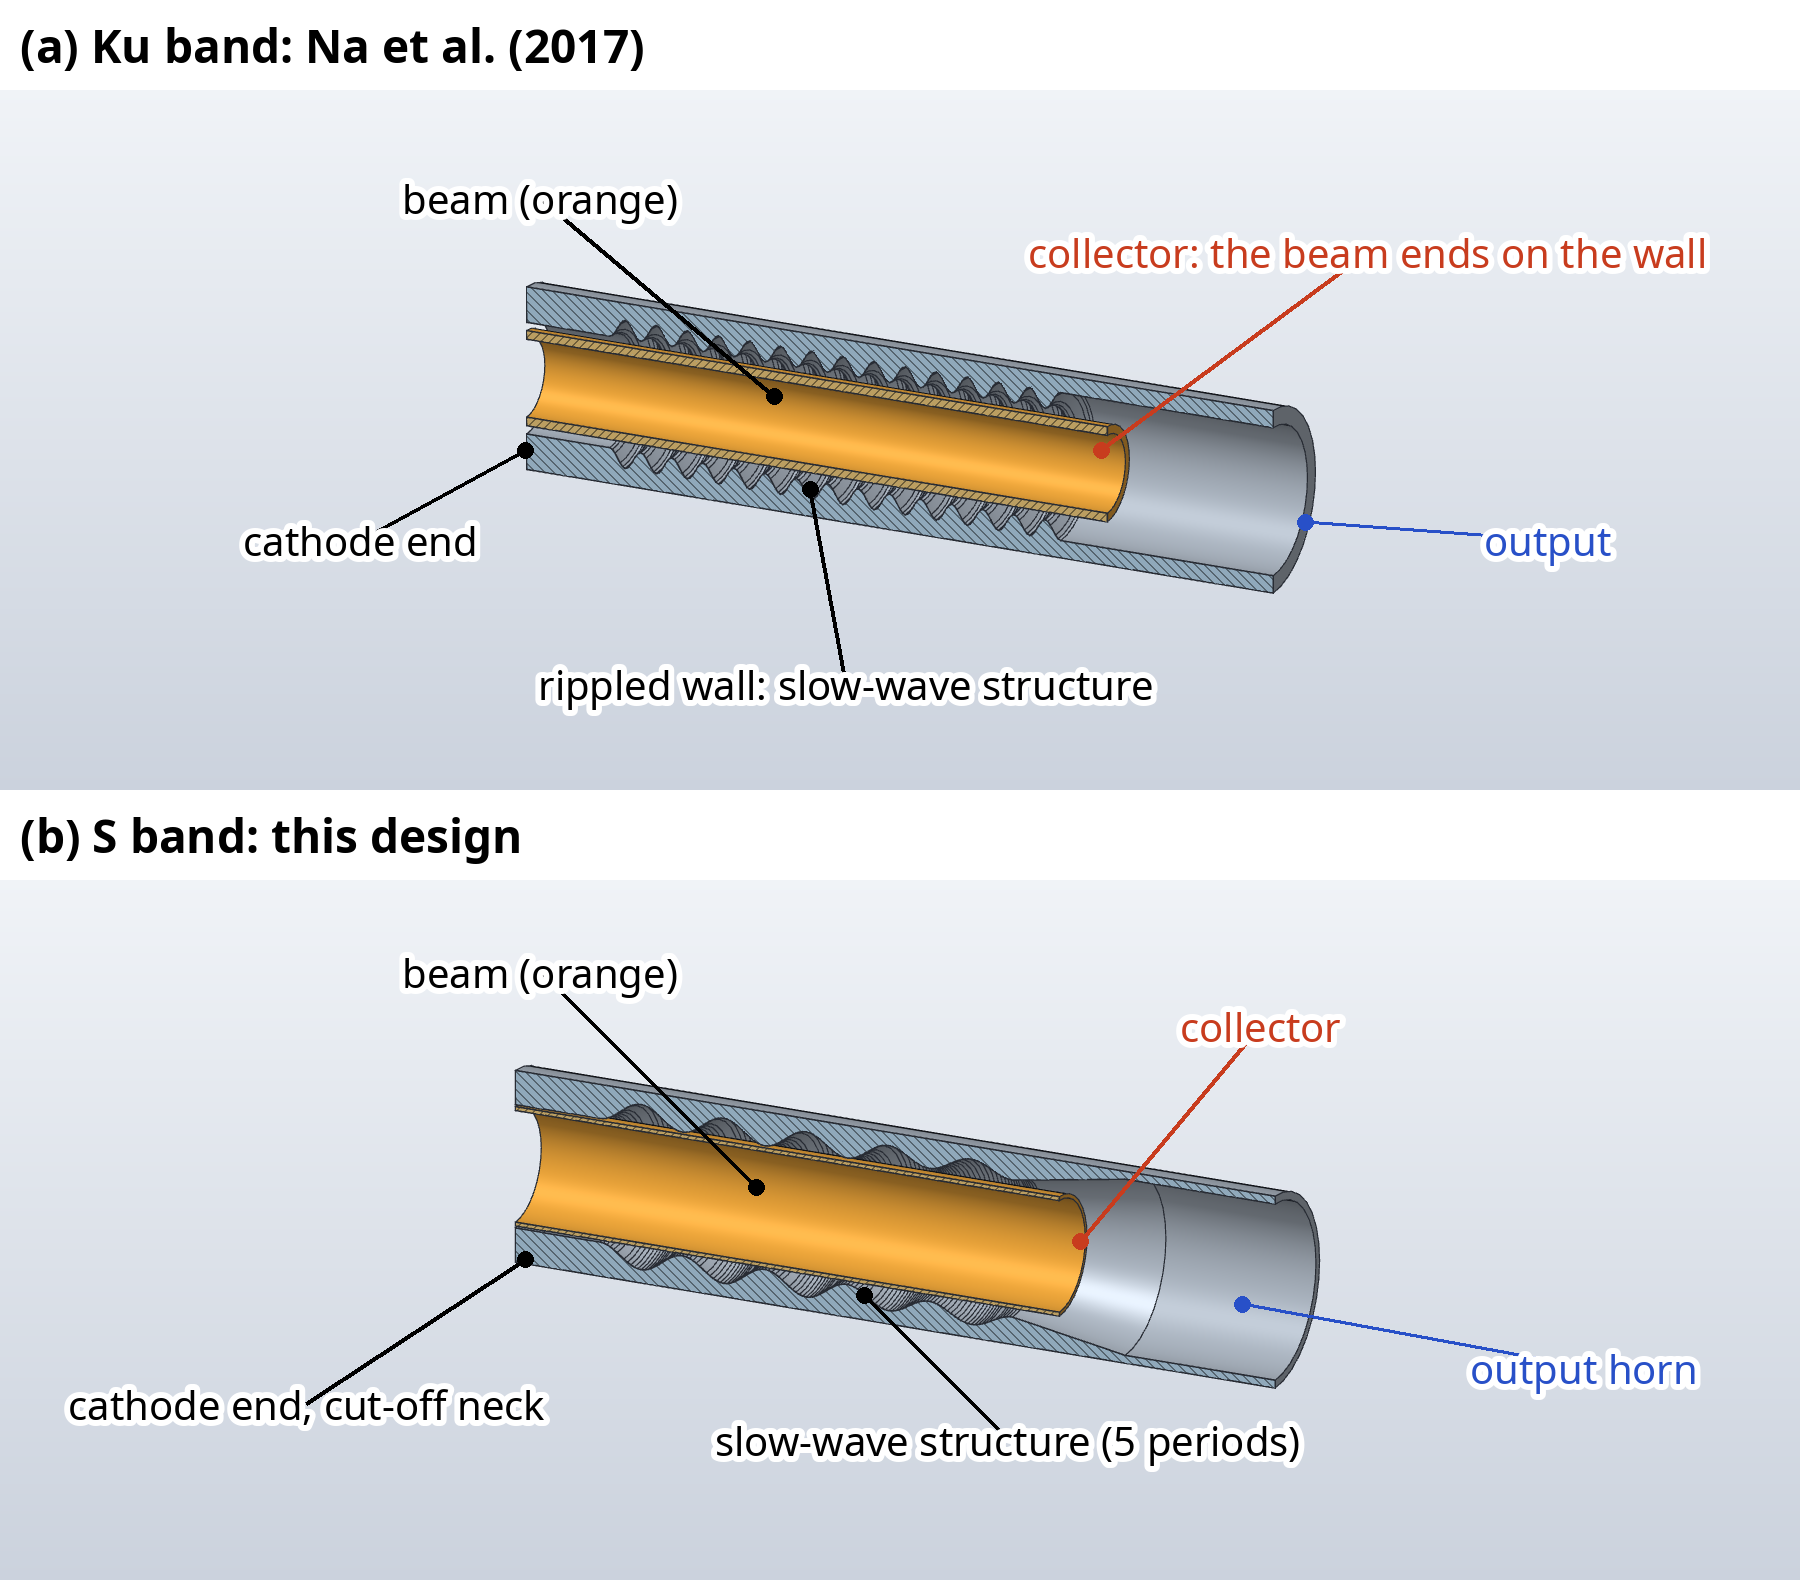 (a) Ku band: Na et al. (2017)
beam (orange)
collector: the beam ends on the wall
cathode end
output
rippled wall: slow-wave structure
(b) S band: this design
beam (orange)
collector
output horn
cathode end, cut-off neck
slow-wave structure (5 periods)